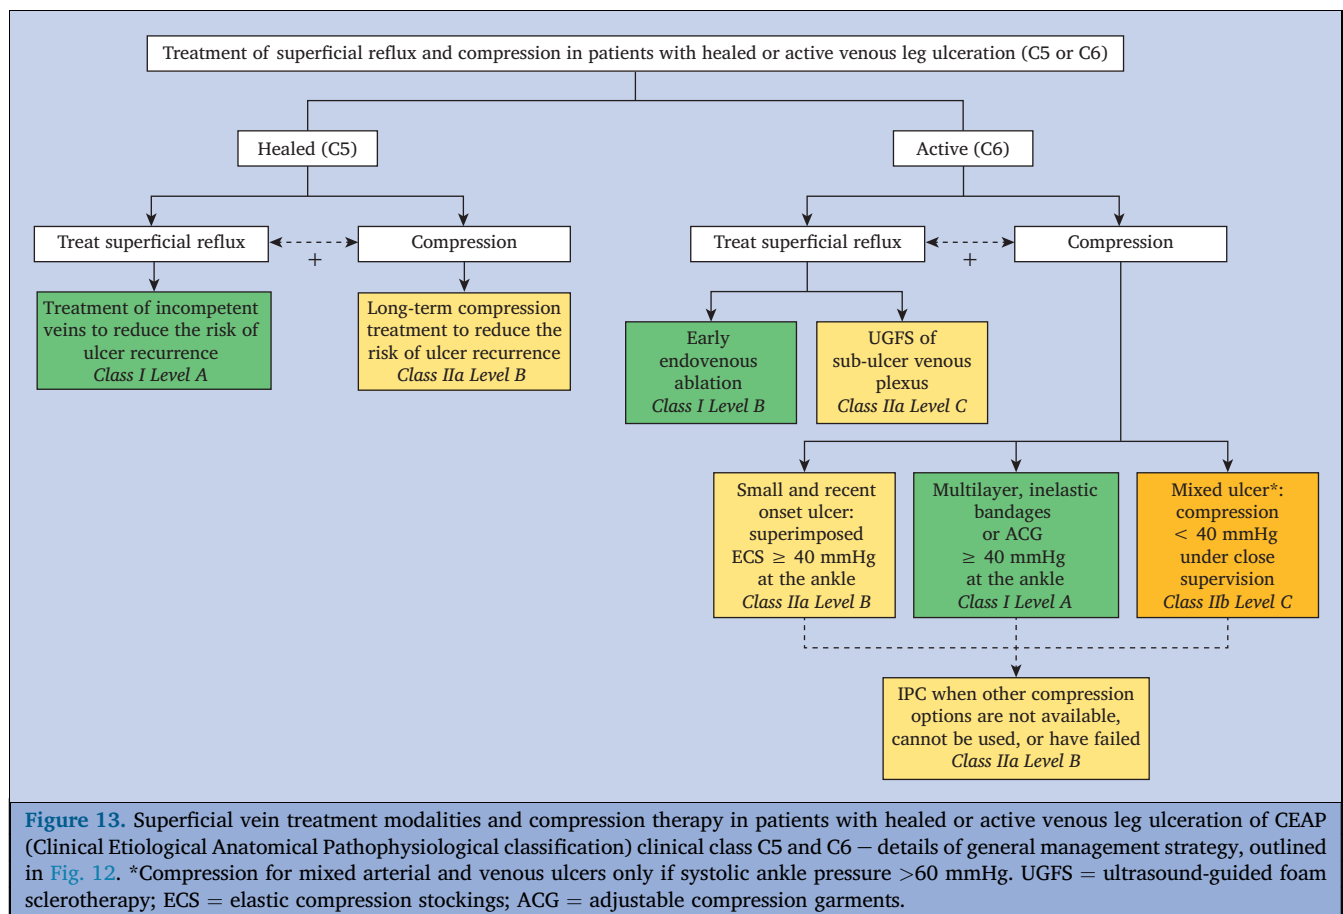 Treatment of superficial reflux and compression in patients with healed or active venous leg ulceration (C5 or C6)
Healed (C5)
Active (C6)
Treat superficial reflux
+
Compression
Treat superficial reflux
+
Compression
Treatment of incompetent
veins to reduce the risk of
ulcer recurrence
Class I Level A
Long-term compression
treatment to reduce the
risk of ulcer recurrence
Class IIa Level B
Early
endovenous
ablation
Class I Level B
UGFS of
sub-ulcer venous
plexus
Class IIa Level C
Small and recent
onset ulcer:
superimposed
ECS ≥ 40 mmHg
at the ankle
Class IIa Level B
Multilayer, inelastic
bandages
or ACG
≥ 40 mmHg
at the ankle
Class I Level A
Mixed ulcer*:
compression
< 40 mmHg
under close
supervision
Class IIb Level C
IPC when other compression
options are not available,
cannot be used, or have failed
Class IIa Level B
Figure 13. Superficial vein treatment modalities and compression therapy in patients with healed or active venous leg ulceration of CEAP
(Clinical Etiological Anatomical Pathophysiological classification) clinical class C5 and C6 – details of general management strategy, outlined
in Fig. 12. *Compression for mixed arterial and venous ulcers only if systolic ankle pressure >60 mmHg. UGFS = ultrasound-guided foam
sclerotherapy; ECS = elastic compression stockings; ACG = adjustable compression garments.